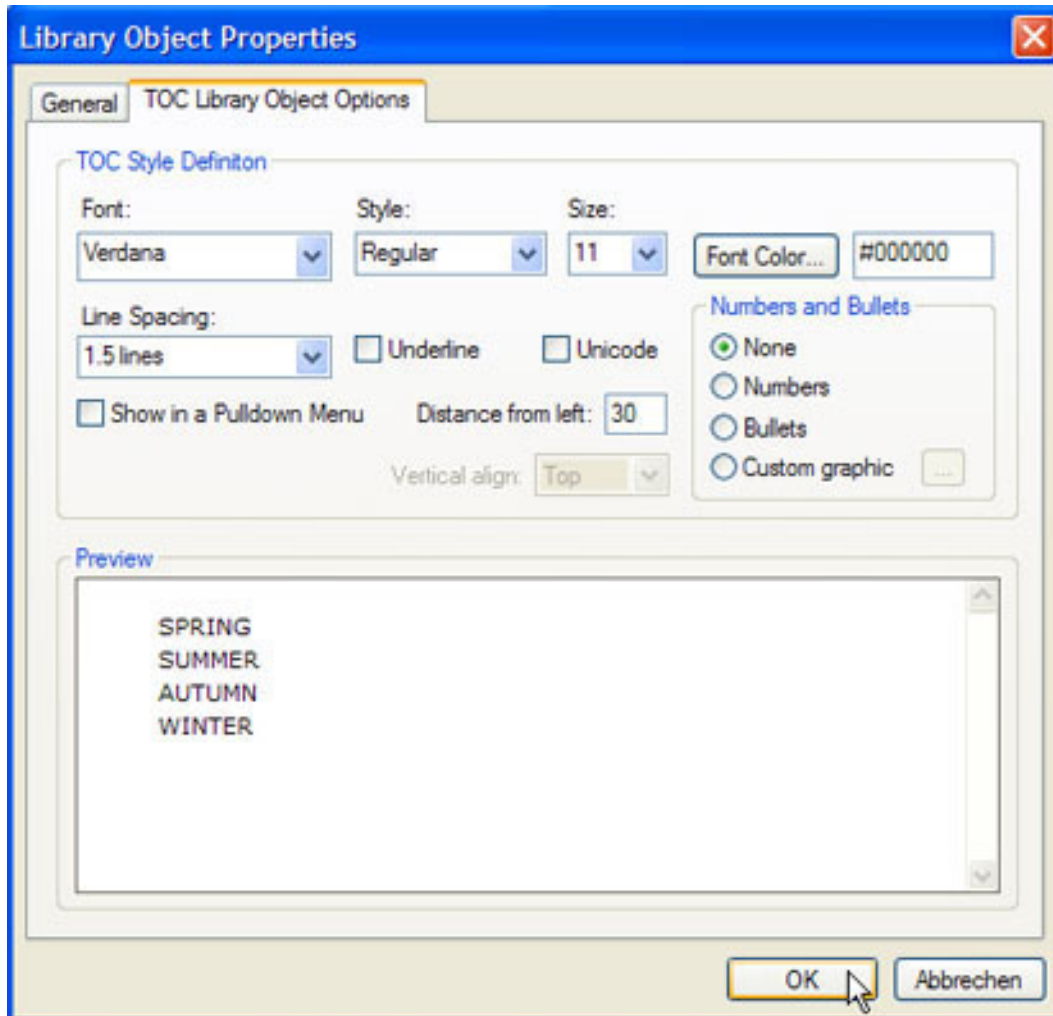 Library Object Properties
General TOC Library Object Options
TOC Style Definiton
Font: Style: Size:
Verdana Regular 11 Font Color... #000000
Line Spacing: Numbers and Bullets
1.5 lines Underline Unicode None
Numbers
Show in a Pulldown Menu Distance from left: 30
Bullets
Vertical align: Top Custom graphic ...
Preview
SPRING
SUMMER
AUTUMN
WINTER
OK Abbrechen